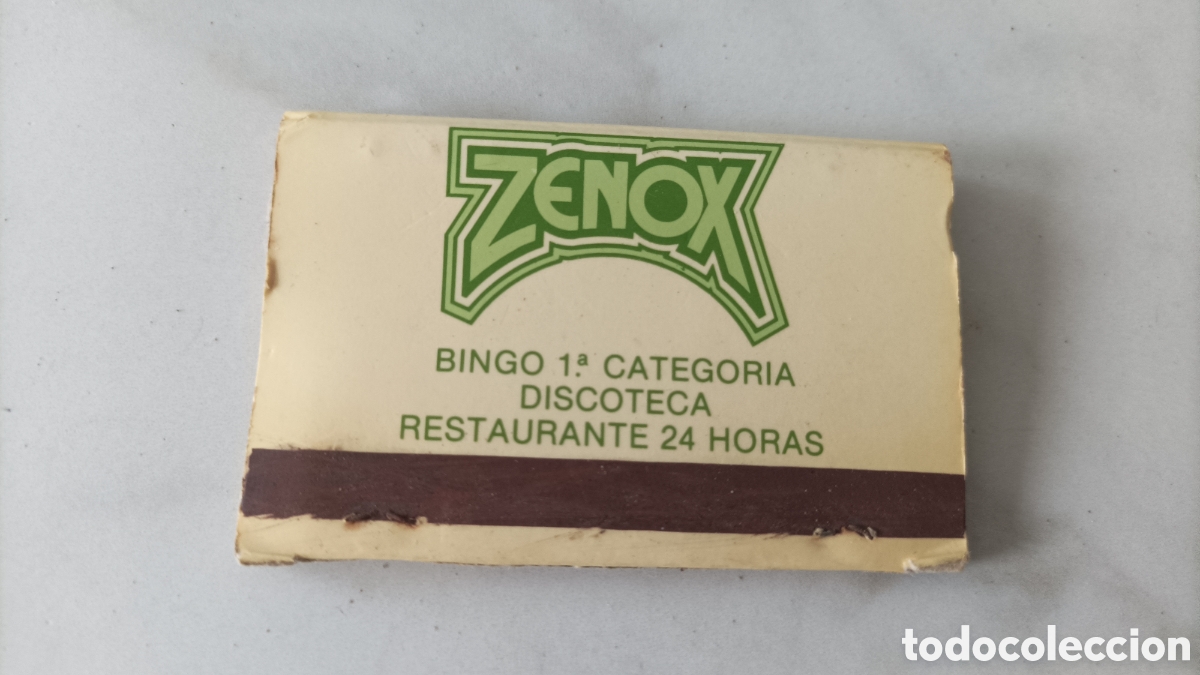 ZENOX
BINGO 1.ª CATEGORIA
DISCOTECA
RESTAURANTE 24 HORAS
todocoleccion